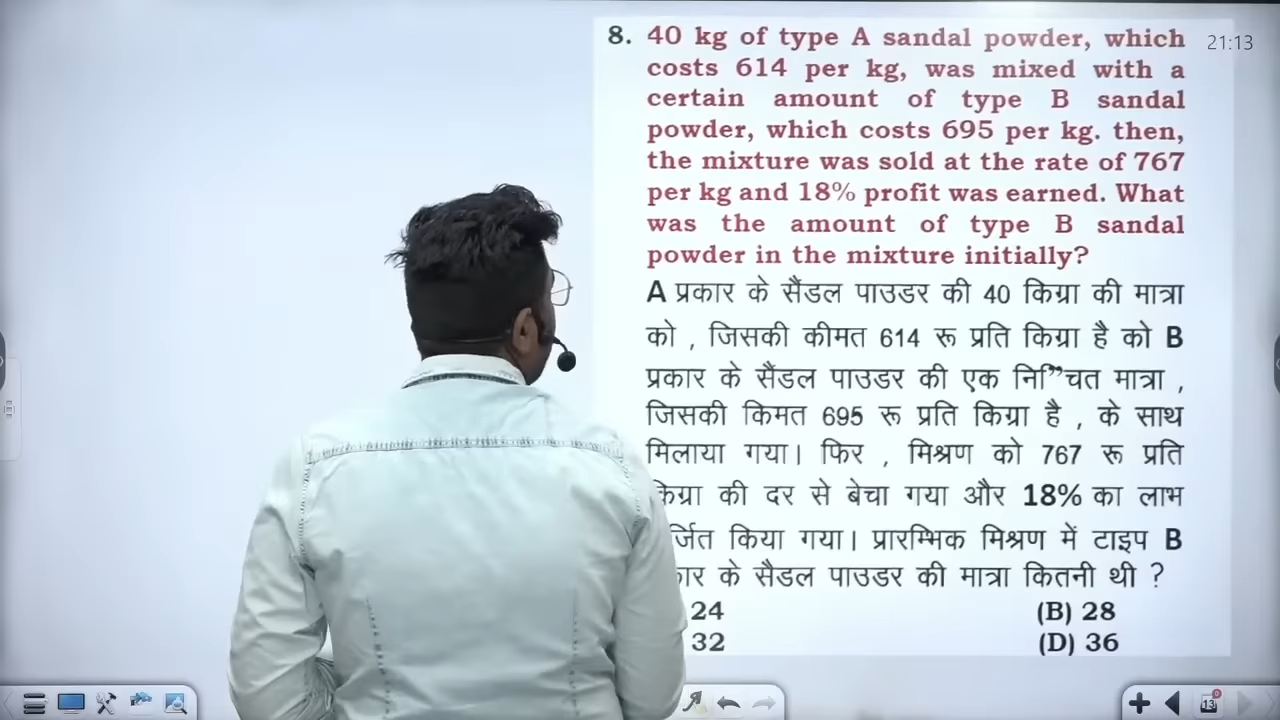 8. 40 kg of type A sandal powder, which
costs 614 per kg, was mixed with a
certain amount of type B sandal
powder, which costs 695 per kg. then,
the mixture was sold at the rate of 767
per kg and 18% profit was earned. What
was the amount of type B sandal
powder in the mixture initially?
21:13
A प्रकार के सैंडल पाउडर की 40 किग्रा की मात्रा
को , जिसकी कीमत 614 रू प्रति किग्रा है को B
प्रकार के सैंडल पाउडर की एक निि”चत मात्रा ,
जिसकी किमत 695 रू प्रति किग्रा है , के साथ
मिलाया गया। फिर , मिश्रण को 767 रू प्रति
की दर से बेचा गया और 18% का लाभ
किया गया। प्रारम्भिक मिश्रण में टाइप B
के सैडल पाउडर की मात्रा कितनी थी ?
24 (B) 28
32 (D) 36
13